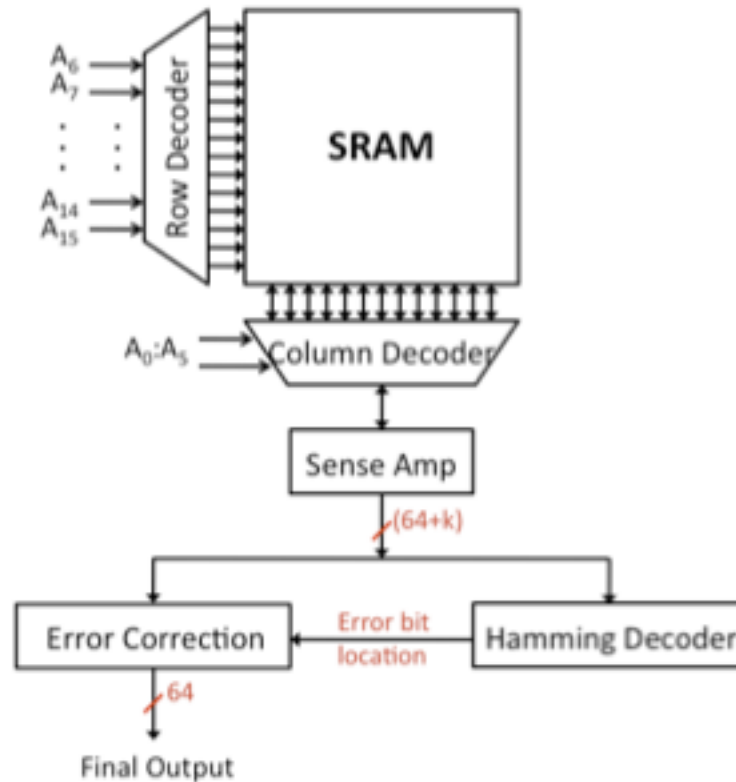 A6
A7
A14
A15
Row Decoder
SRAM
A0:A5
Column Decoder
Sense Amp
(64+k)
Error Correction
Error bit
location
Hamming Decoder
64
Final Output